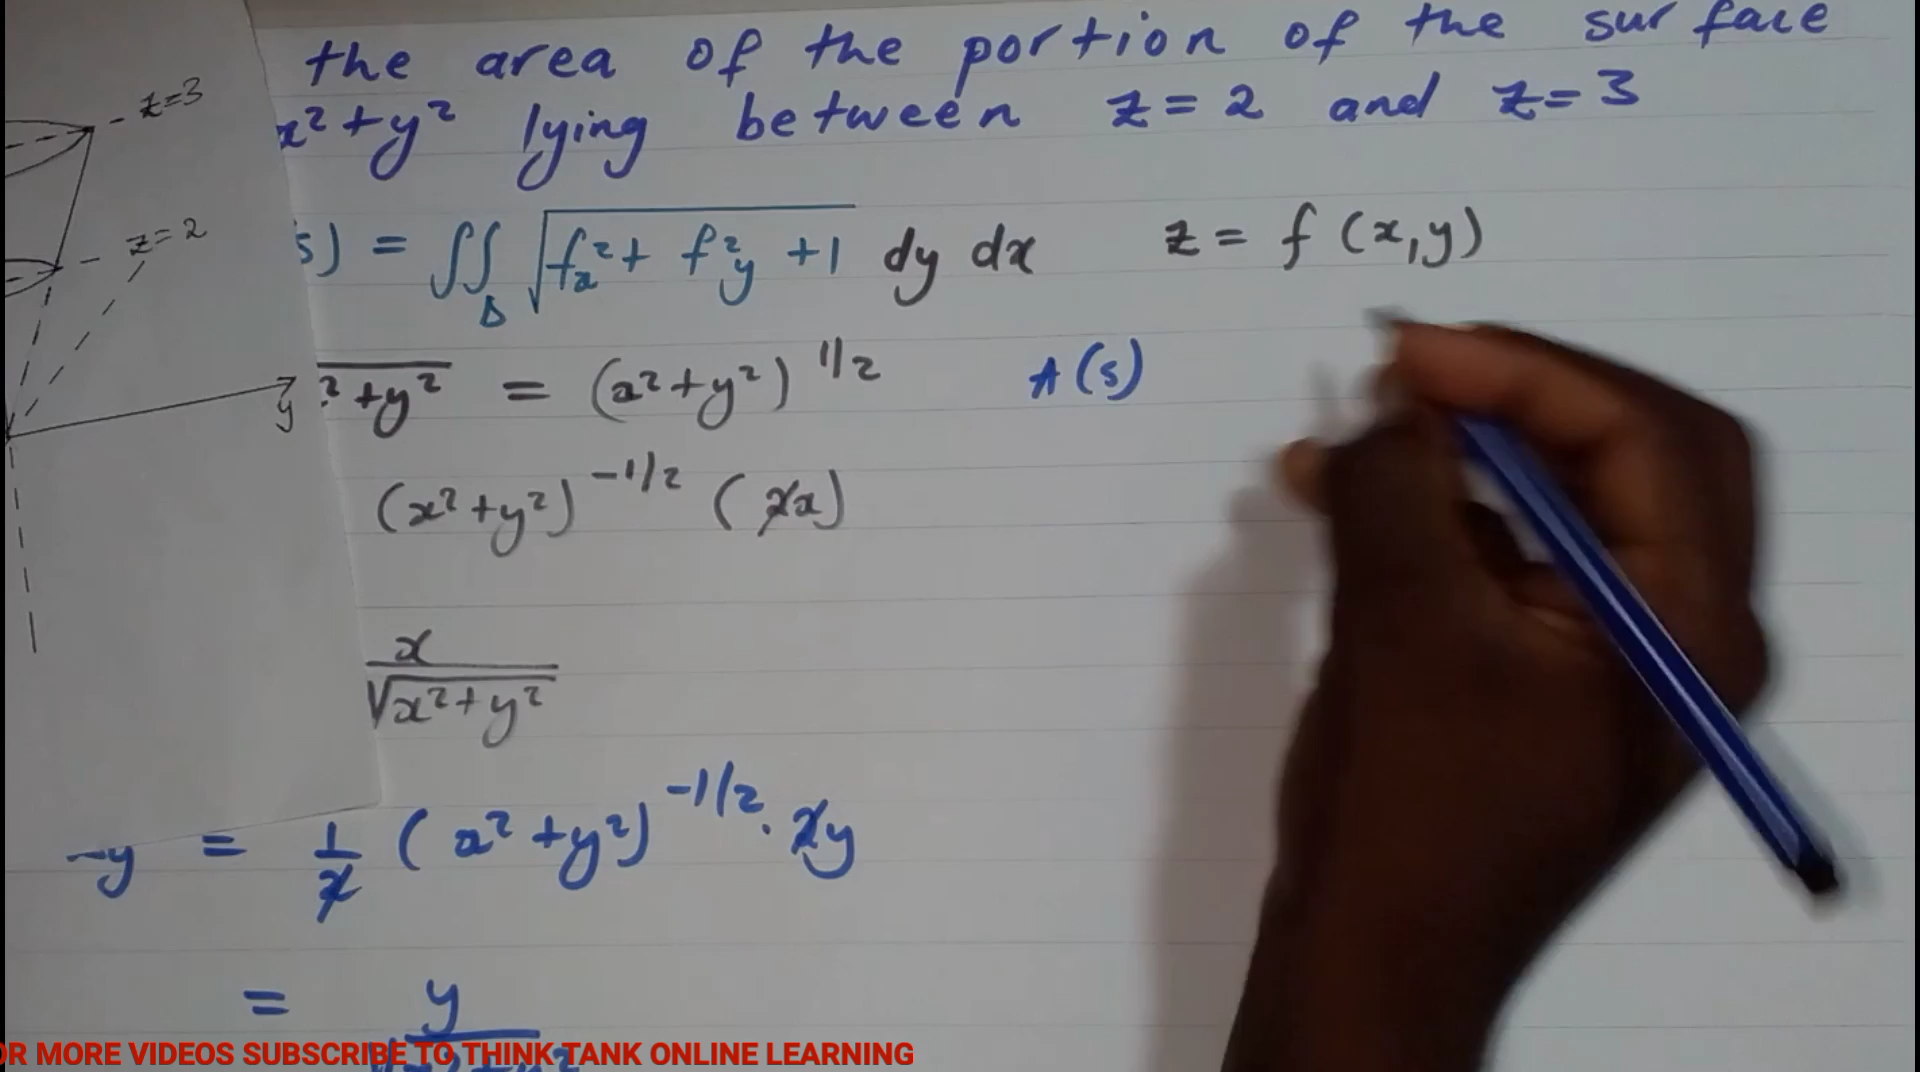 the area of the portion of the surface
x² + y² lying between z = 2 and z = 3
z=3
z=2
y
s) = ∬_D √(f_x² + f_y² + 1) dy dx
z = f (x,y)
² + y² = (x² + y²)^1/2
A(s)
(x² + y²)^-1/2 (2x)
x
√x² + y²
y = 1/2 (x² + y²)^-1/2 . 2y
= y
OR MORE VIDEOS SUBSCRIBE TO THINK TANK ONLINE LEARNING